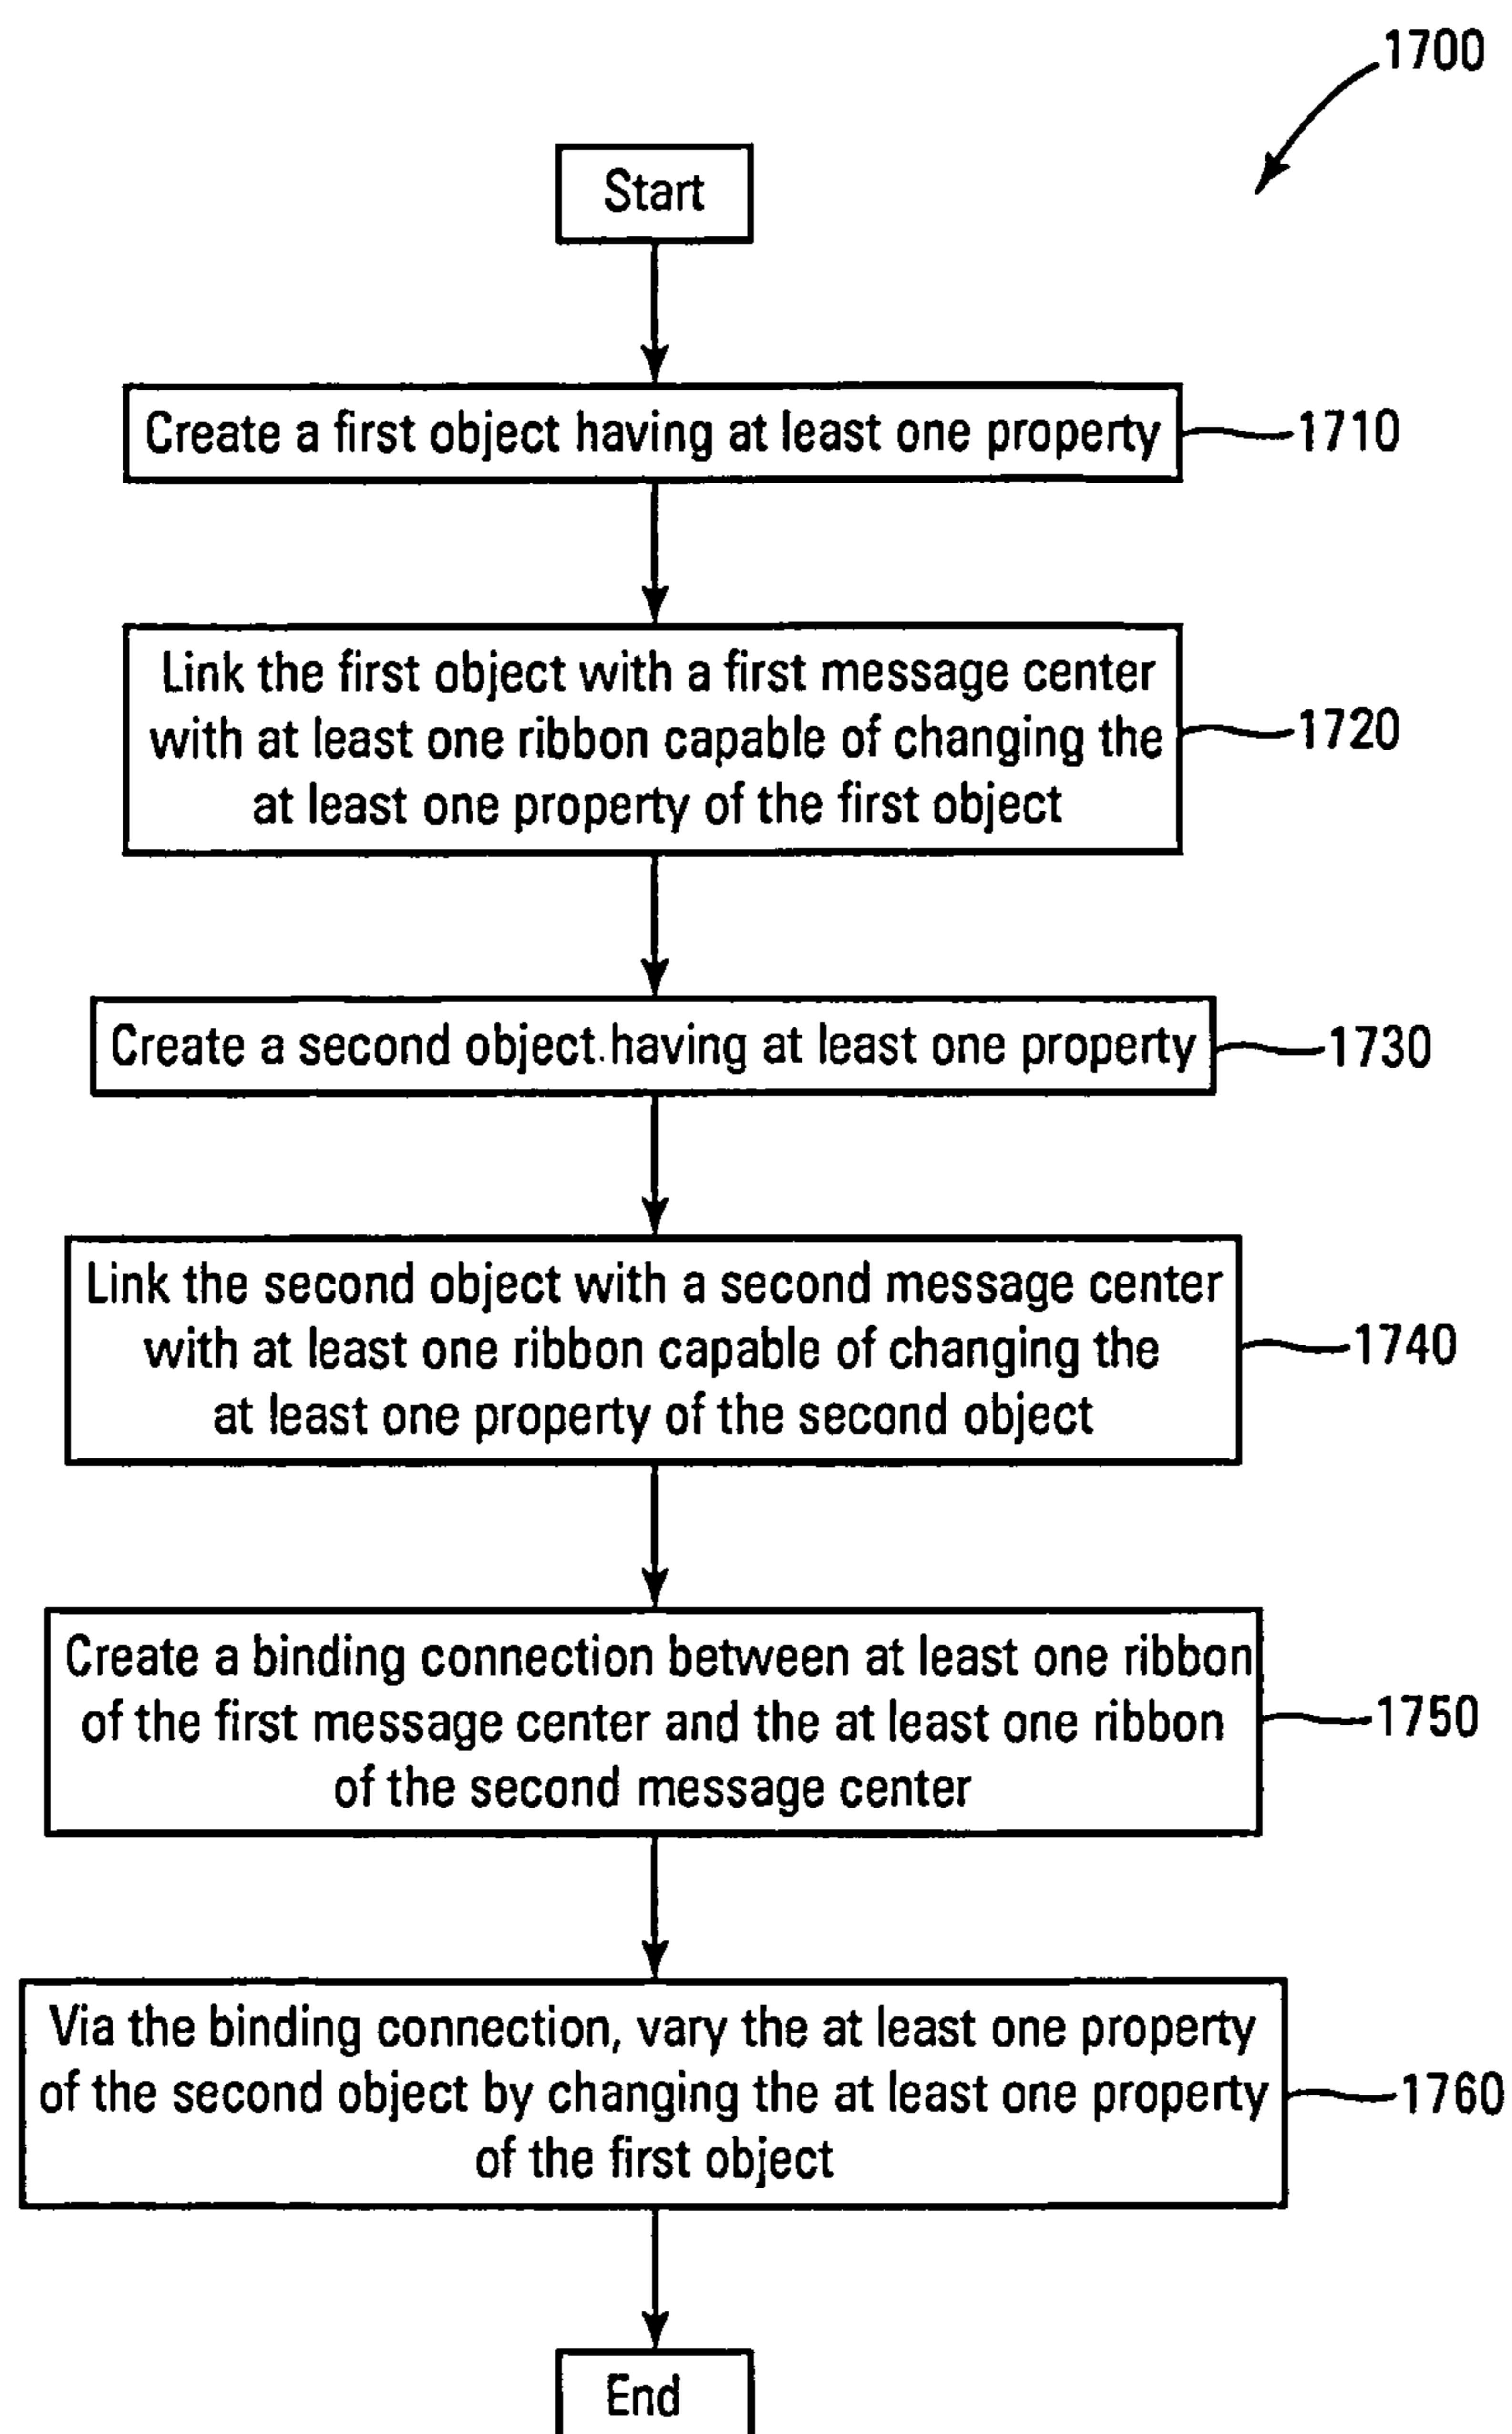 1700
Start
Create a first object having at least one property
1710
Link the first object with a first message center
with at least one ribbon capable of changing the
at least one property of the first object
1720
Create a second object.having at least one property
1730
Link the second object with a second message center
with at least one ribbon capable of changing the
at least one property of the second object
1740
Create a binding connection between at least one ribbon
of the first message center and the at least one ribbon
of the second message center
1750
Via the binding connection, vary the at least one property
of the second object by changing the at least one property
of the first object
1760
End